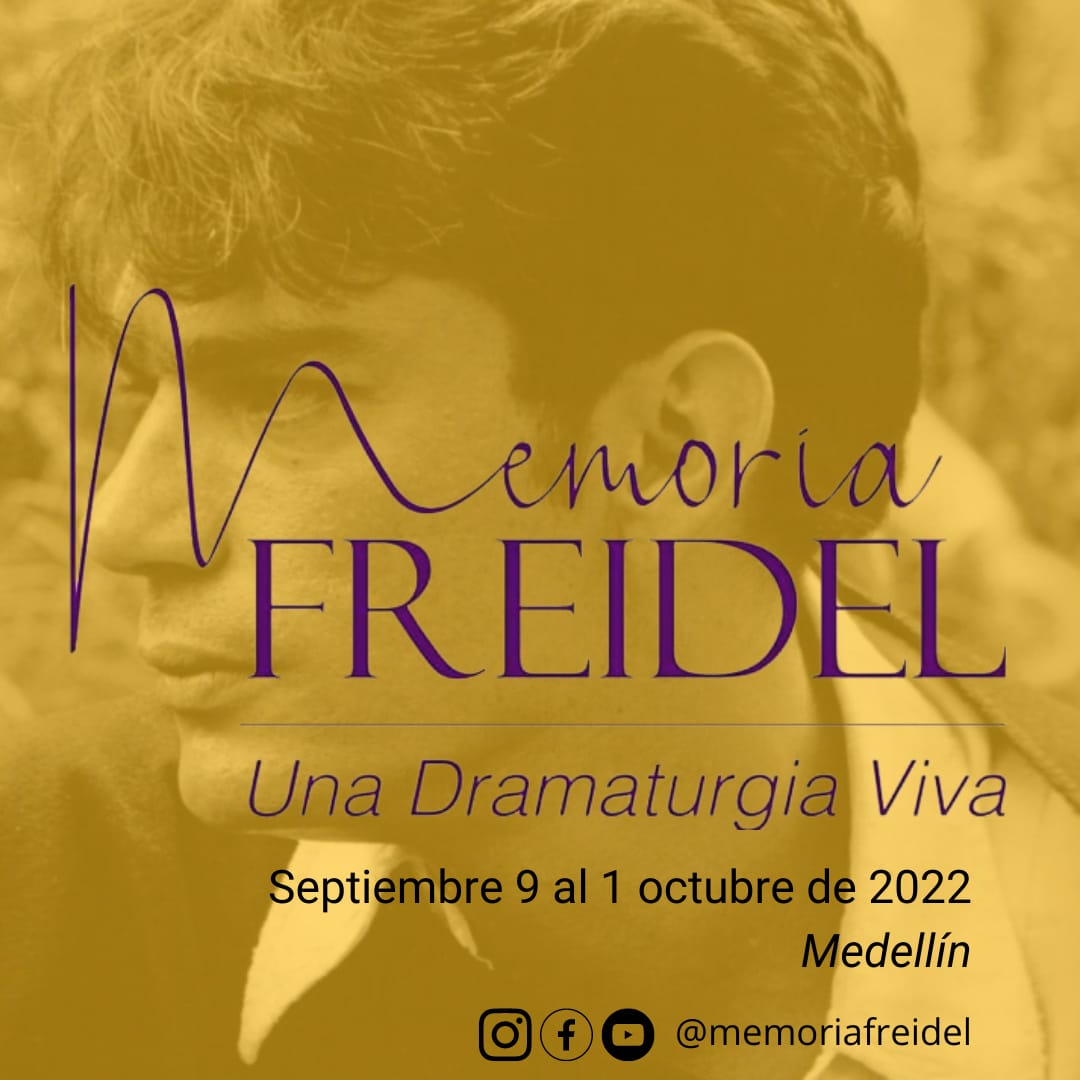 Memoria
FREIDEL
Una Dramaturgia Viva
Septiembre 9 al 1 octubre de 2022
Medellín
@memoriafreidel